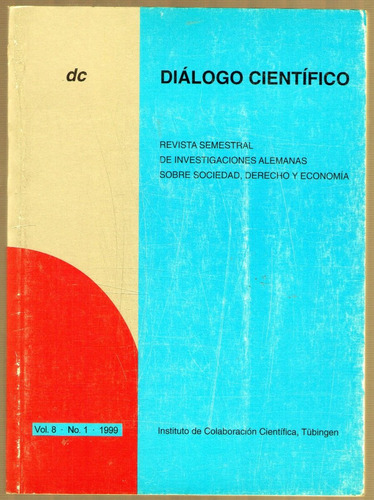 dc
DIÁLOGO CIENTÍFICO
REVISTA SEMESTRAL
DE INVESTIGACIONES ALEMANAS
SOBRE SOCIEDAD, DERECHO Y ECONOMÍA
Vol. 8 · No. 1 · 1999
Instituto de Colaboración Científica, Tübingen